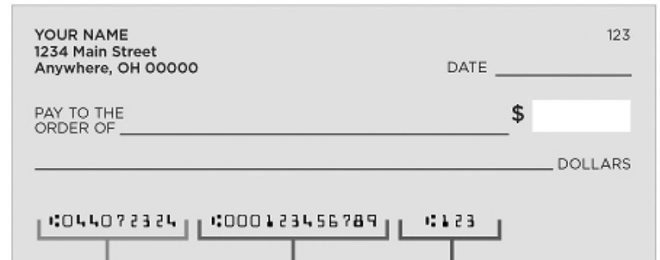 YOUR NAME
123
1234 Main Street
Anywhere, OH 00000
DATE
PAY TO THE
ORDER OF
$
DOLLARS
⑆044072324 ⑆000123456789 ⑆123